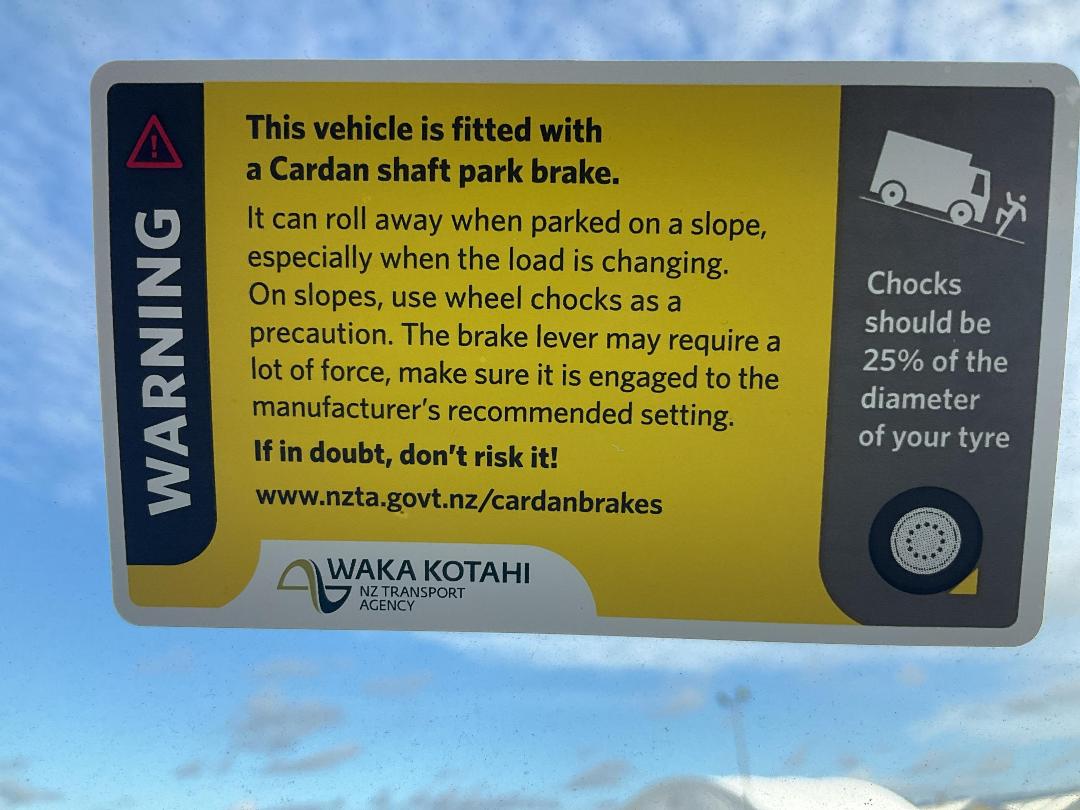 WARNING
This vehicle is fitted with
a Cardan shaft park brake.
It can roll away when parked on a slope,
especially when the load is changing.
On slopes, use wheel chocks as a
precaution. The brake lever may require a
lot of force, make sure it is engaged to the
manufacturer's recommended setting.
If in doubt, don't risk it!
www.nzta.govt.nz/cardanbrakes
WAKA KOTAHI
NZ TRANSPORT
AGENCY
Chocks
should be
25% of the
diameter
of your tyre